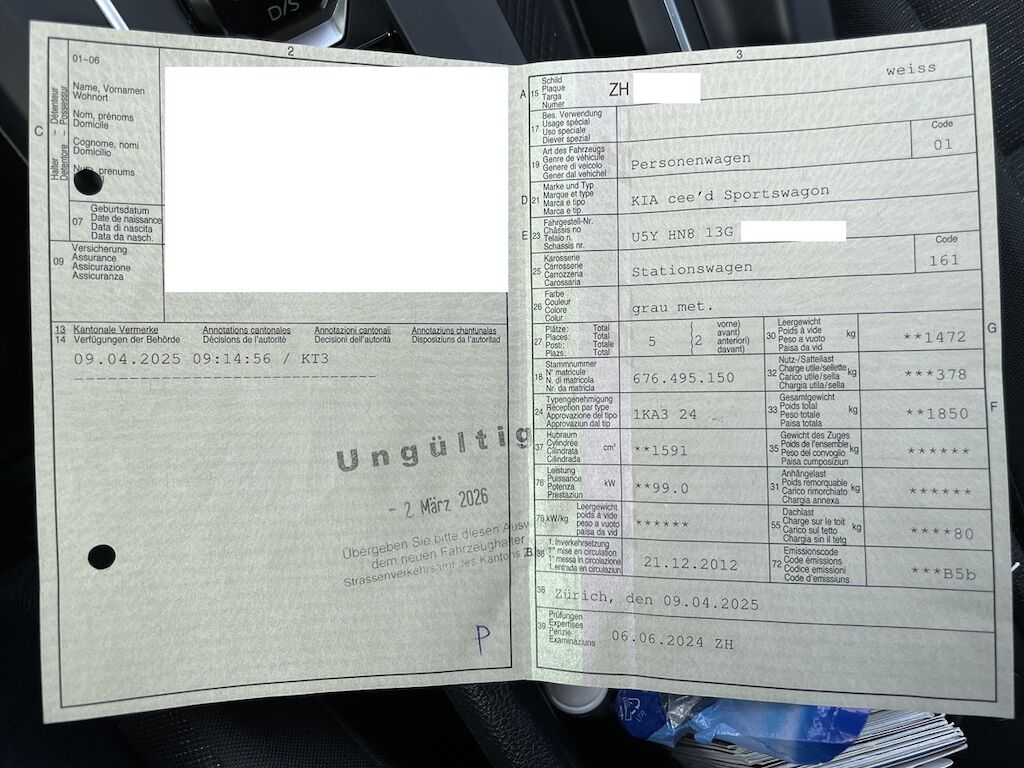 D/S
2
01-06
Détenteur - Possessur
Halter - Detentore
C
Name, Vornamen
Wohnort
Nom, prénoms
Domicile
Cognome, nomi
Domicilio
prenums
07
Geburtsdatum
Date de naissance
Data di nascita
Data da nasch.
09
Versicherung
Assurance
Assicurazione
Assicuranza
13
14
Kantonale Vermerke
Verfügungen der Behörde
Annotations cantonales
Décisions de l'autorité
Annotazioni cantonali
Decisioni dell'autorità
Annotaziuns chantunalas
Disposiziuns da l'autoritad
09.04.2025 09:14:56 / KT3
Ungültig
- 2. März 2026
Übergeben Sie bitte diesen Ausw
dem neuen Fahrzeughalter
Strassenverkehrsamt des Kantons Z
P
3
A 15
Schild
Plaque
Targa
Numer
ZH
weiss
17
Bes. Verwendung
Usage spécial
Uso speciale
Diever spezial
19
Art des Fahrzeugs
Genre de véhicule
Genere di veicolo
Gener dal vehichel
Personenwagen
Code
01
D 21
Marke und Typ
Marque et type
Marca e tipo
Marca e tip.
KIA cee'd Sportswagon
E 23
Fahrgestell-Nr.
Châssis no
Telaio n.
Schassis nr.
U5Y HN8 13G
25
Karosserie
Carrosserie
Carrozzeria
Carossaria
Stationswagen
Code
161
26
Farbe
Couleur
Colore
Colur
grau met.
27
Plätze: Total
Places: Total
Posti: Totale
Plazs: Total
5
{2
vorne)
avant)
anteriori)
davant)
30
Leergewicht
Poids à vide
Peso a vuoto
Paisa da vid
kg
**1472
G
18
Stammnummer
N° matricule
N. di matricola
Nr. da matricla
676.495.150
32
Nutz-/Sattellast
Charge utile/sellette
Carico utile/sella
Chargia utila/sella
kg
***378
24
Typengenehmigung
Réception par type
Approvazione del tipo
Approvaziun dal tip
1KA3 24
33
Gesamtgewicht
Poids total
Peso totale
Paisa totala
kg
**1850
F
37
Hubraum
Cylindrée
Cilindrata
Cilindrada
cm³
**1591
35
Gewicht des Zuges
Poids de l'ensemble
Peso del convoglio
Paisa cumposiziun
kg
******
76
Leistung
Puissance
Potenza
Prestaziun
kW
**99.0
31
Anhängelast
Poids remorquable
Carico rimorchiato
Chargia annexa
kg
******
78 kW/kg
Leergewicht
poids à vide
peso a vuoto
paisa da vid
******
55
Dachlast
Charge sur le toit
Carico sul tetto
Chargia sin il tetg
kg
****80
B 36
1. Inverkehrsetzung
1re mise en circulation
1a messa in circolazione
1. entrada en circulaziun
21.12.2012
72
Emissionscode
Code émissions
Codice emissioni
Code d'emissiuns
***B5b
38
Zürich, den 09.04.2025
39
Prüfungen
Expertises
Perizie
Examinaziuns
06.06.2024 ZH